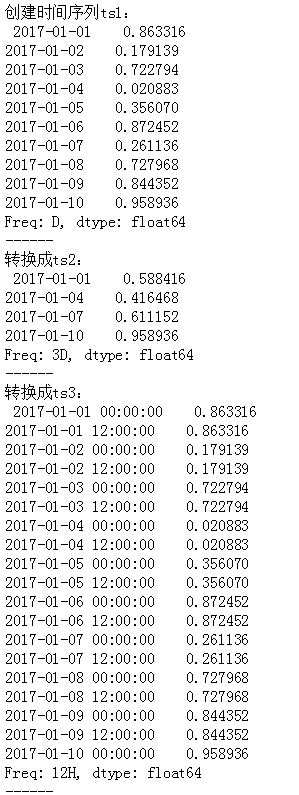 创建时间序列ts1：
2017-01-01    0.863316
2017-01-02    0.179139
2017-01-03    0.722794
2017-01-04    0.020883
2017-01-05    0.356070
2017-01-06    0.872452
2017-01-07    0.261136
2017-01-08    0.727968
2017-01-09    0.844352
2017-01-10    0.958936
Freq: D, dtype: float64
------
转换成ts2：
2017-01-01    0.588416
2017-01-04    0.416468
2017-01-07    0.611152
2017-01-10    0.958936
Freq: 3D, dtype: float64
------
转换成ts3：
2017-01-01 00:00:00    0.863316
2017-01-01 12:00:00    0.863316
2017-01-02 00:00:00    0.179139
2017-01-02 12:00:00    0.179139
2017-01-03 00:00:00    0.722794
2017-01-03 12:00:00    0.722794
2017-01-04 00:00:00    0.020883
2017-01-04 12:00:00    0.020883
2017-01-05 00:00:00    0.356070
2017-01-05 12:00:00    0.356070
2017-01-06 00:00:00    0.872452
2017-01-06 12:00:00    0.872452
2017-01-07 00:00:00    0.261136
2017-01-07 12:00:00    0.261136
2017-01-08 00:00:00    0.727968
2017-01-08 12:00:00    0.727968
2017-01-09 00:00:00    0.844352
2017-01-09 12:00:00    0.844352
2017-01-10 00:00:00    0.958936
Freq: 12H, dtype: float64
------